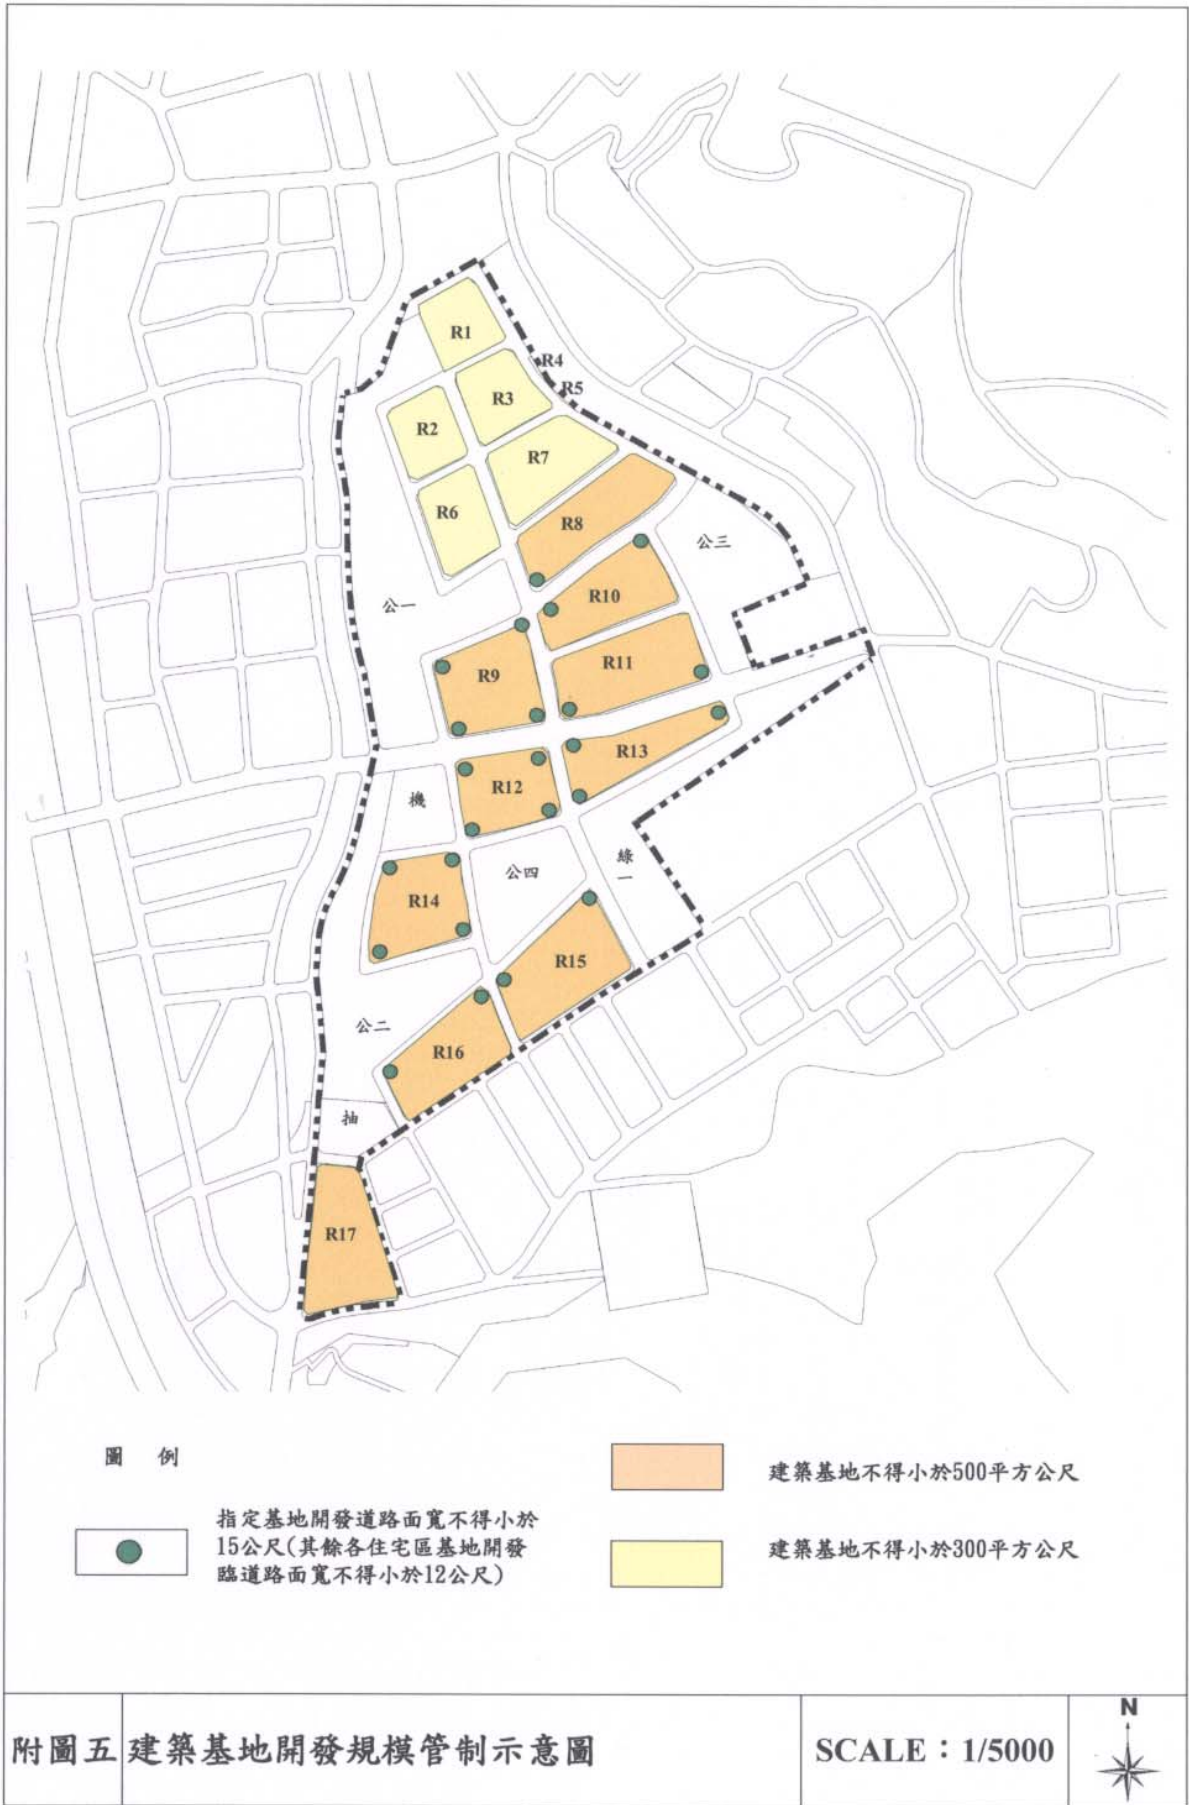 R1
R4
R5
R3
R2
R7
R6
R8
公三
R10
公一
R11
R9
R13
R12
機
綠一
公四
R14
R15
公二
R16
抽
R17
圖 例
指定基地開發道路面寬不得小於
15公尺(其餘各住宅區基地開發
臨道路面寬不得小於12公尺)
建築基地不得小於500平方公尺
建築基地不得小於300平方公尺
附圖五
建築基地開發規模管制示意圖
SCALE：1/5000
N